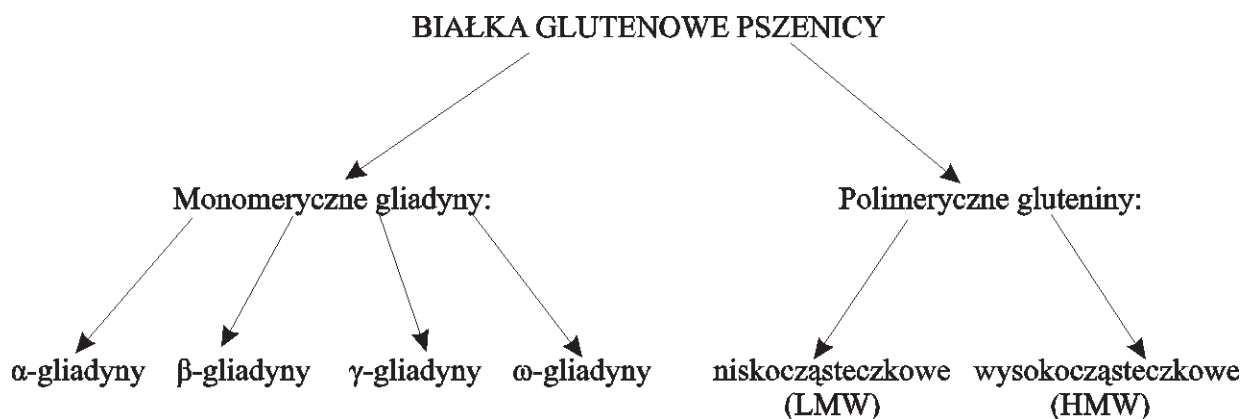 BIAŁKA GLUTENOWE PSZENICY
Monomeryczne gliadyny:
Polimeryczne gluteniny:
α-gliadyny
β-gliadyny
γ-gliadyny
ω-gliadyny
niskocząsteczkowe
(LMW)
wysokocząsteczkowe
(HMW)